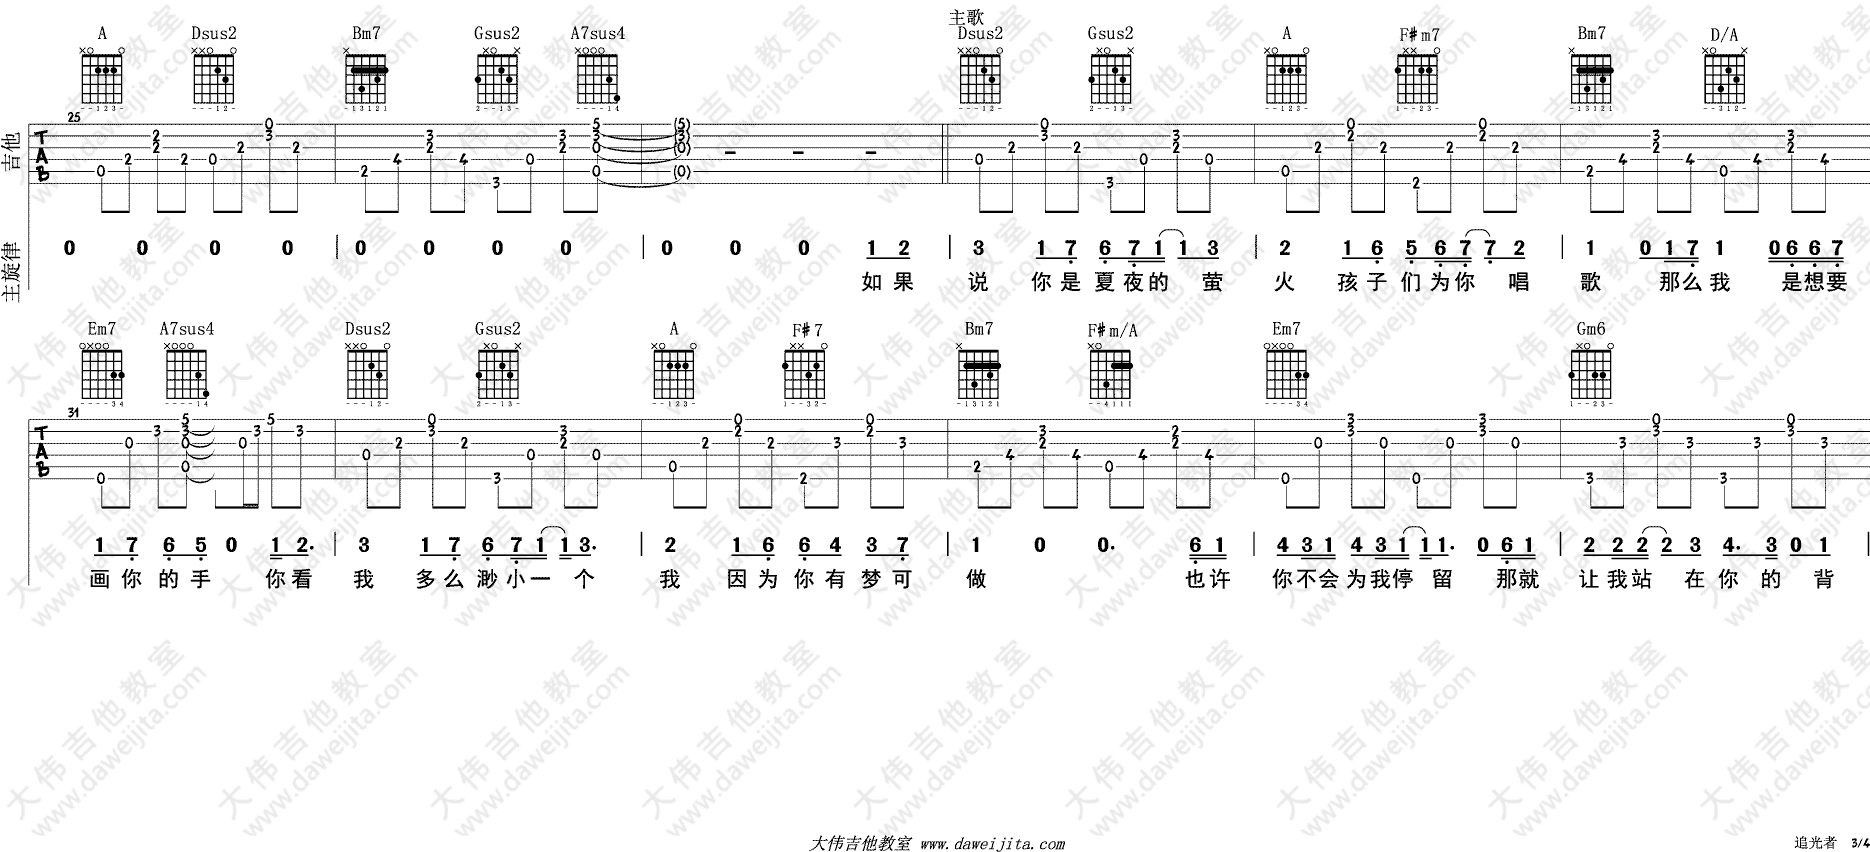 主歌
A Dsus2 Bm7 Gsus2 A7sus4 Dsus2 Gsus2 A F#m7 Bm7 D/A
25
吉他
TAB
主旋律
0 0 0 0 | 0 0 0 0 | 0 0 0 1 2 | 3 1 7 6 7 1 1 3 | 2 1 6 5 6 7 7 2 | 1 0 1 7 1 0 6 6 7
如果 说 你是夏夜的 萤 火 孩子们为你 唱 歌 那么我 是想要
Em7 A7sus4 Dsus2 Gsus2 A F#7 Bm7 F#m/A Em7 Gm6
31
TAB
1 7 6 5 0 1 2. | 3 1 7 6 7 1 1 3. | 2 1 6 6 4 3 7 | 1 0 0. 6 1 | 4 3 1 4 3 1 1 1. 0 6 1 | 2 2 2 2 3 4. 3 0 1
画你的手 你看 我 多么渺小一 个 我 因为你有梦可 做 也许 你不会为我停 留 那就 让我站 在你的 背
大伟吉他教室 www.daweijita.com
追光者 3/4